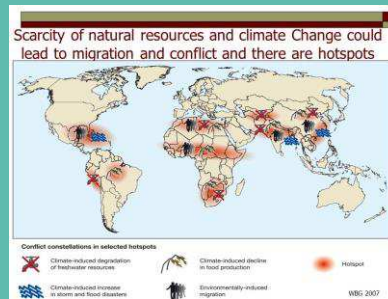 Scarcity of natural resources and climate Change could
lead to migration and conflict and there are hotspots
Conflict constellations in selected hotspots
Climate-induced degradation
of freshwater resources
Climate-induced decline
in food production
Hotspot
Climate-induced increase
in storm and flood disasters
Environmentally-induced
migration
WBG 2007